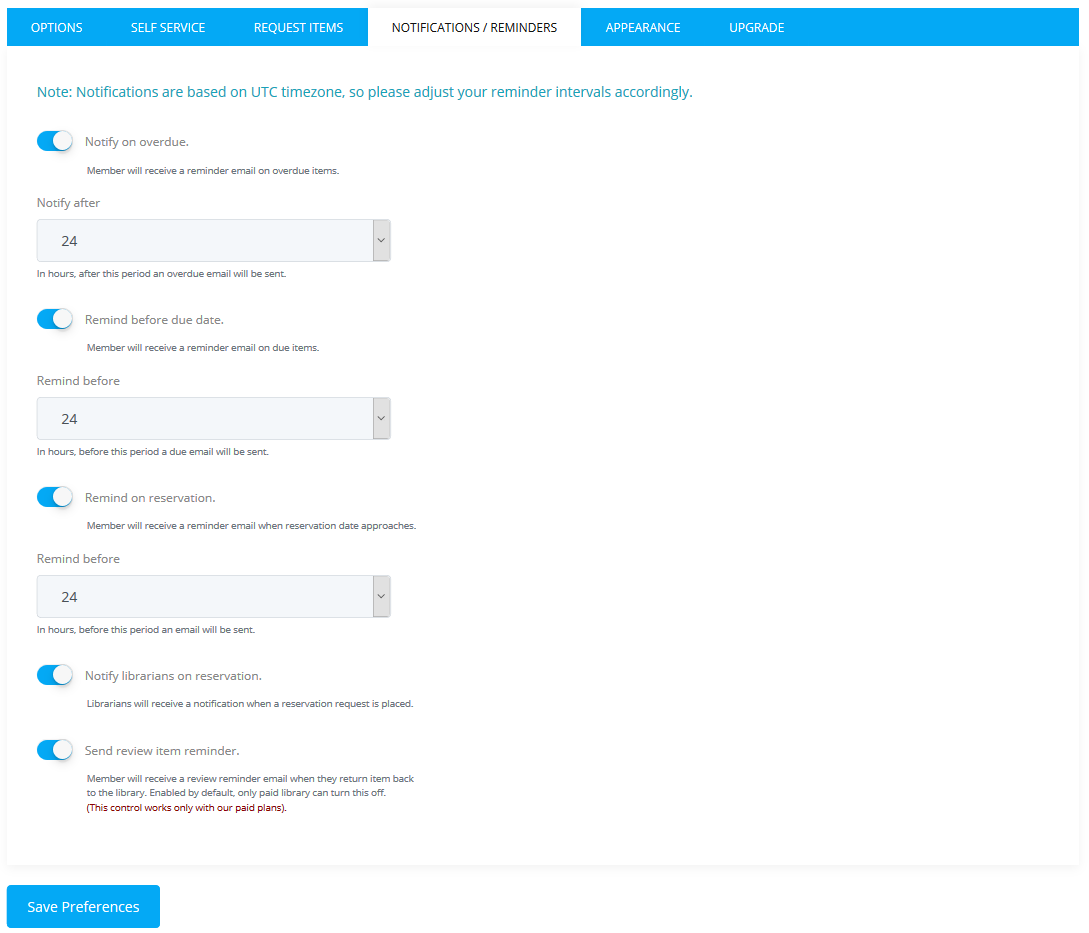 OPTIONS SELF SERVICE REQUEST ITEMS NOTIFICATIONS / REMINDERS APPEARANCE UPGRADE
Note: Notifications are based on UTC timezone, so please adjust your reminder intervals accordingly.
Notify on overdue.
Member will receive a reminder email on overdue items.
Notify after
24
In hours, after this period an overdue email will be sent.
Remind before due date.
Member will receive a reminder email on due items.
Remind before
24
In hours, before this period a due email will be sent.
Remind on reservation.
Member will receive a reminder email when reservation date approaches.
Remind before
24
In hours, before this period an email will be sent.
Notify librarians on reservation.
Librarians will receive a notification when a reservation request is placed.
Send review item reminder.
Member will receive a review reminder email when they return item back
to the library. Enabled by default, only paid library can turn this off.
(This control works only with our paid plans).
Save Preferences